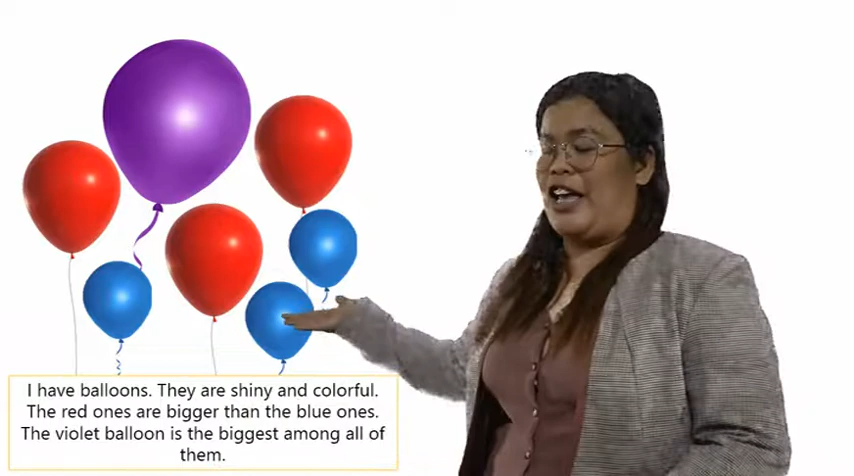 I have balloons. They are shiny and colorful.
The red ones are bigger than the blue ones.
The violet balloon is the biggest among all of
them.